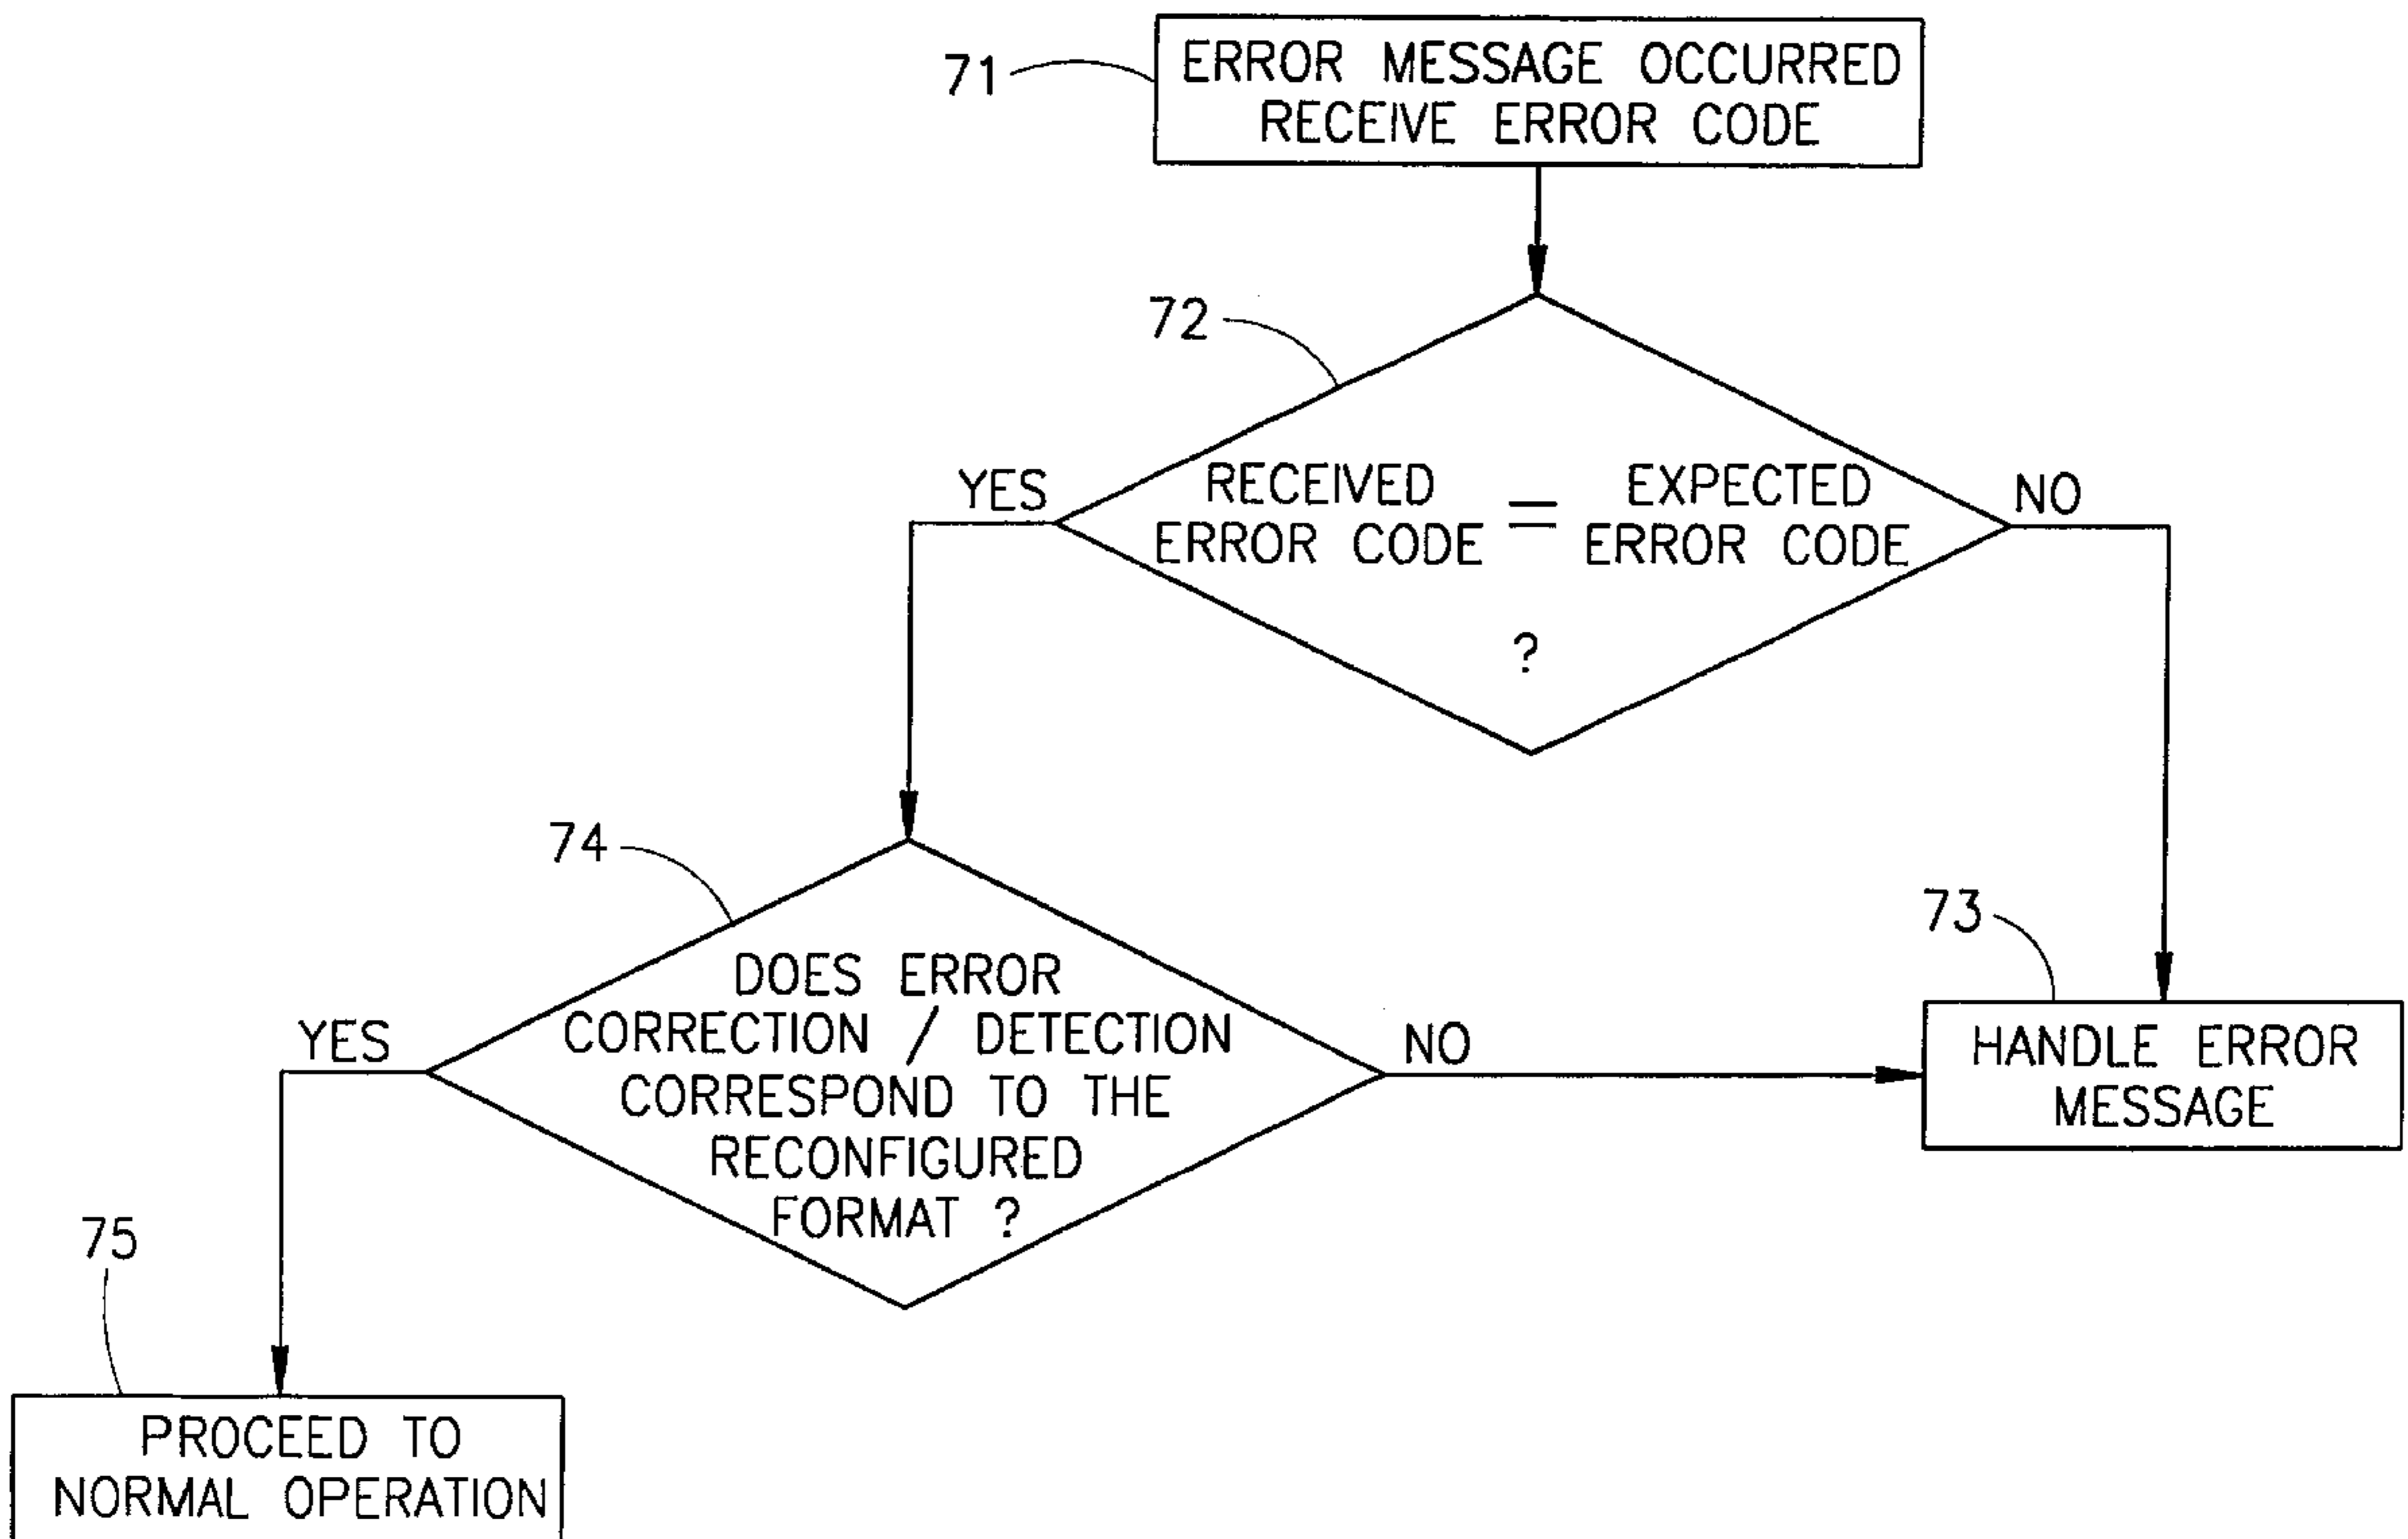 71
ERROR MESSAGE OCCURRED
RECEIVE ERROR CODE
72
YES
RECEIVED
ERROR CODE
=
EXPECTED
ERROR CODE
?
NO
74
YES
DOES ERROR
CORRECTION / DETECTION
CORRESPOND TO THE
RECONFIGURED
FORMAT ?
NO
73
HANDLE ERROR
MESSAGE
75
PROCEED TO
NORMAL OPERATION